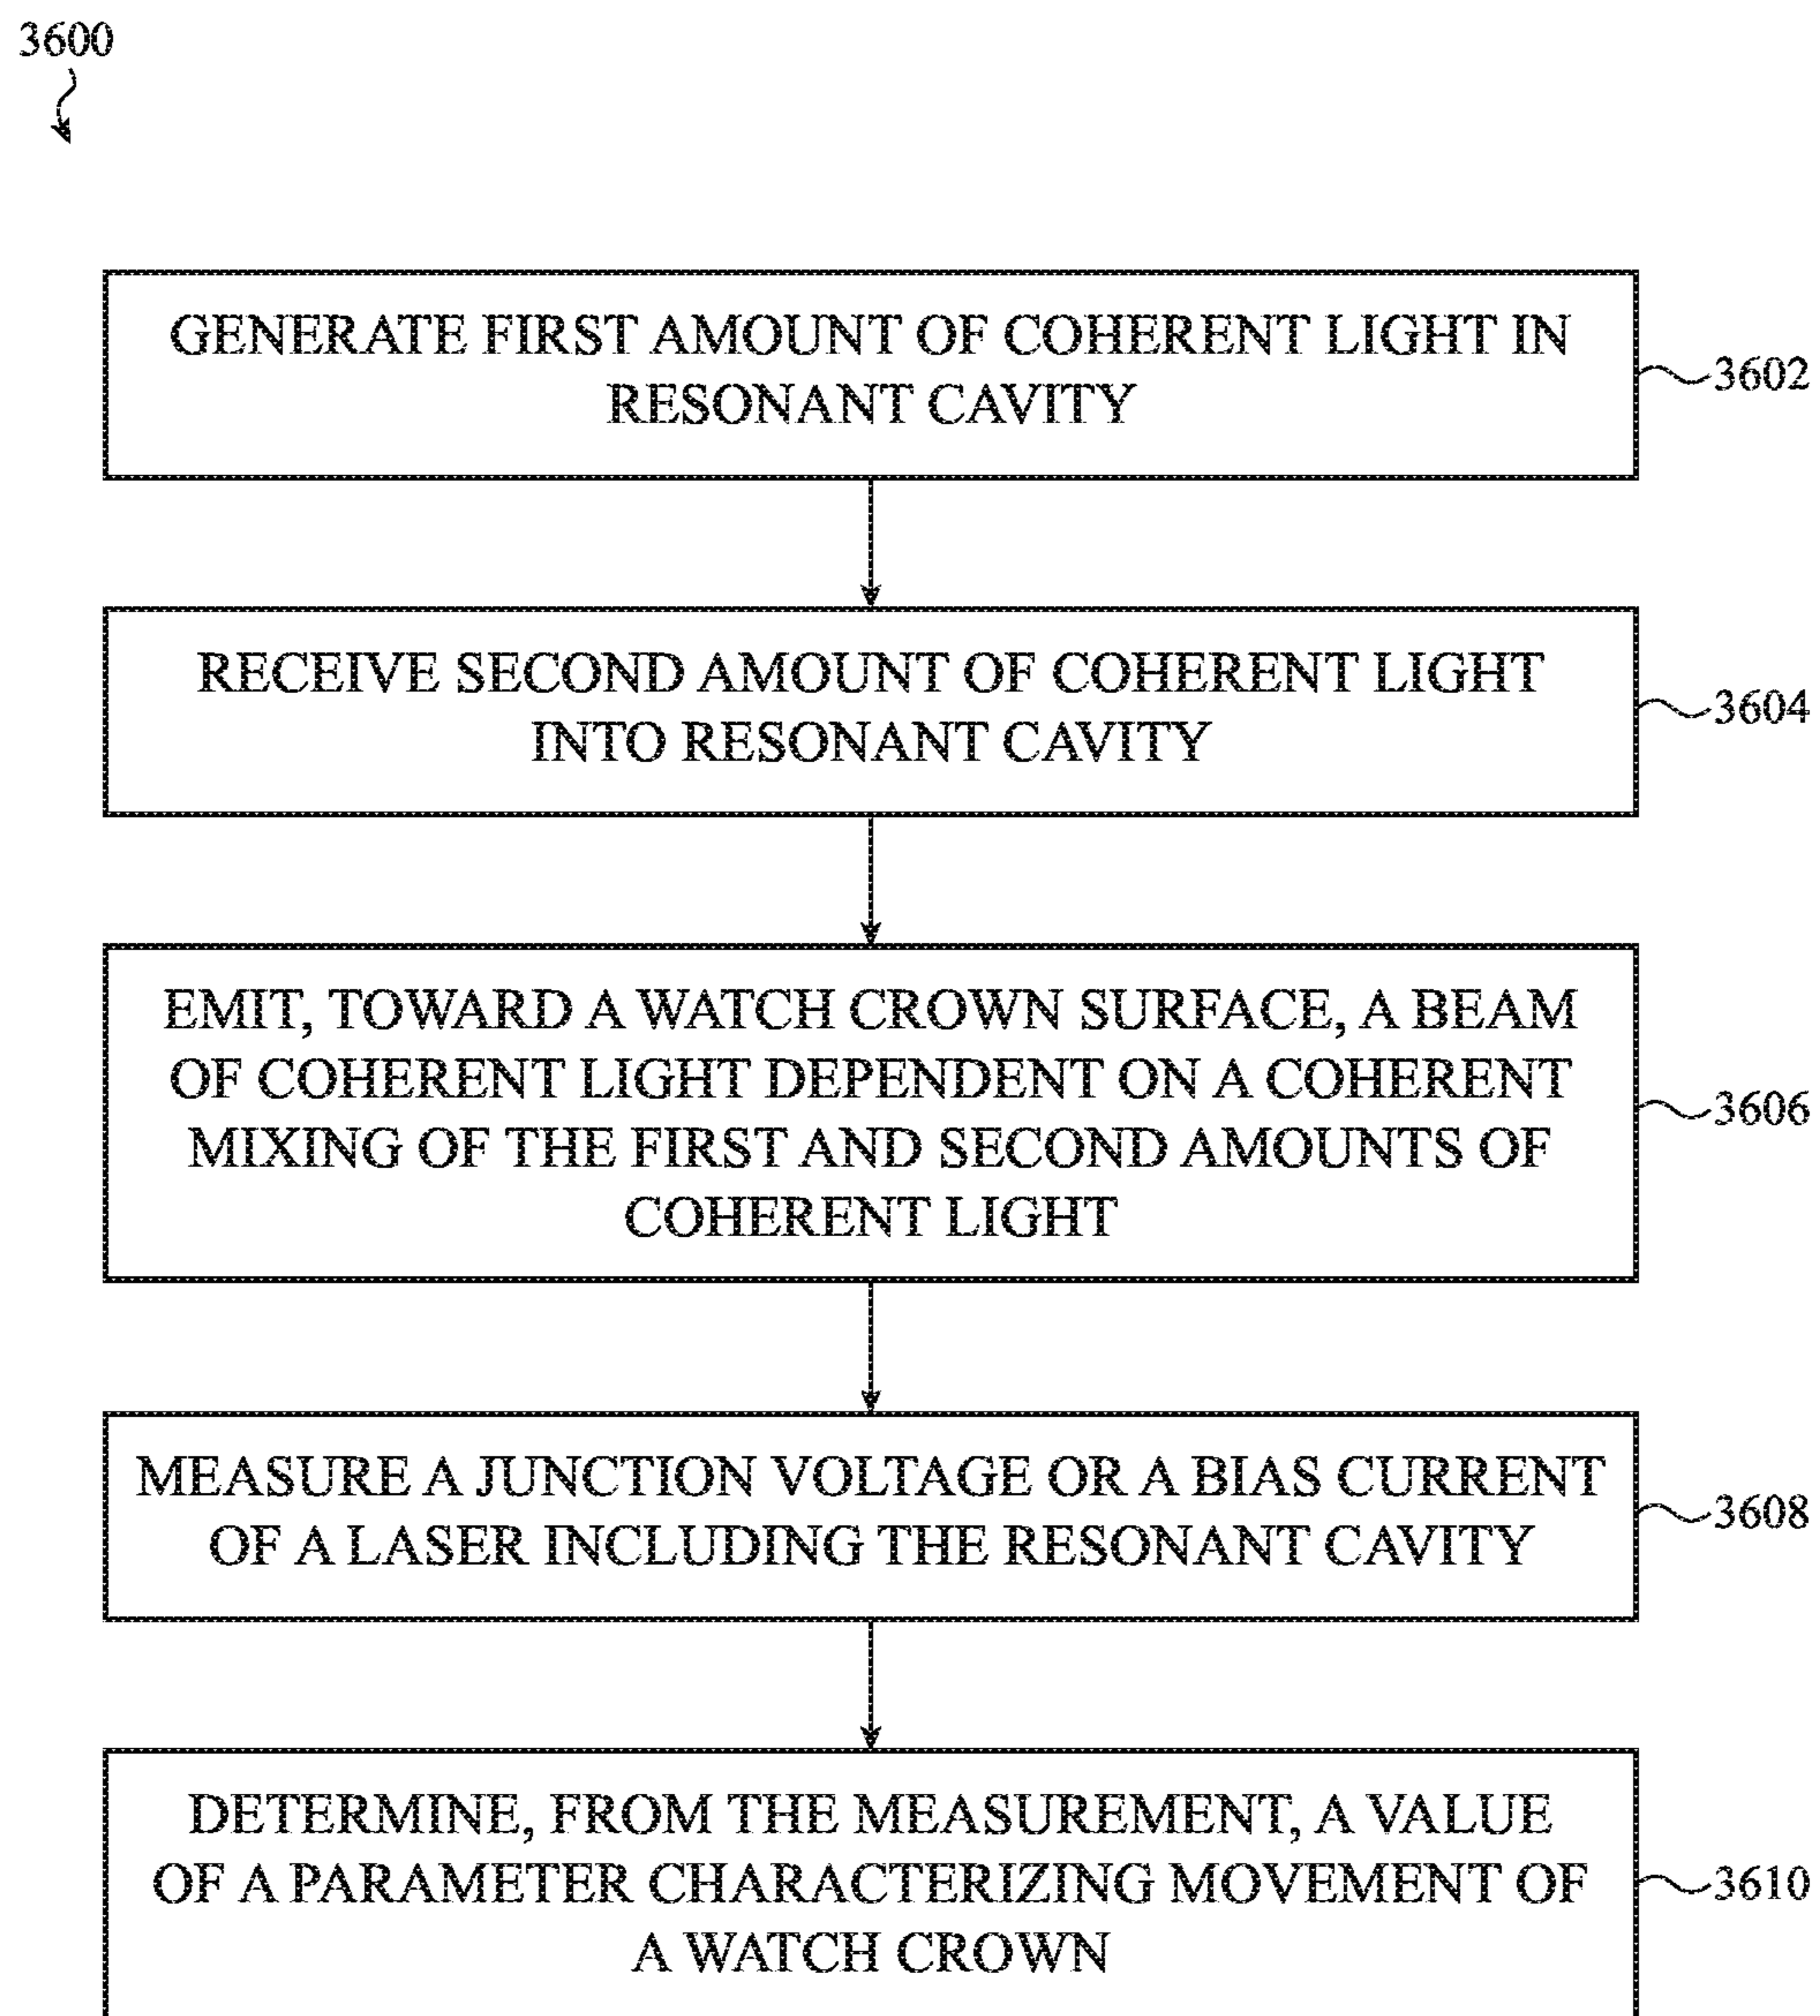 3600
GENERATE FIRST AMOUNT OF COHERENT LIGHT IN
RESONANT CAVITY
3602
RECEIVE SECOND AMOUNT OF COHERENT LIGHT
INTO RESONANT CAVITY
3604
EMIT, TOWARD A WATCH CROWN SURFACE, A BEAM
OF COHERENT LIGHT DEPENDENT ON A COHERENT
MIXING OF THE FIRST AND SECOND AMOUNTS OF
COHERENT LIGHT
3606
MEASURE A JUNCTION VOLTAGE OR A BIAS CURRENT
OF A LASER INCLUDING THE RESONANT CAVITY
3608
DETERMINE, FROM THE MEASUREMENT, A VALUE
OF A PARAMETER CHARACTERIZING MOVEMENT OF
A WATCH CROWN
3610